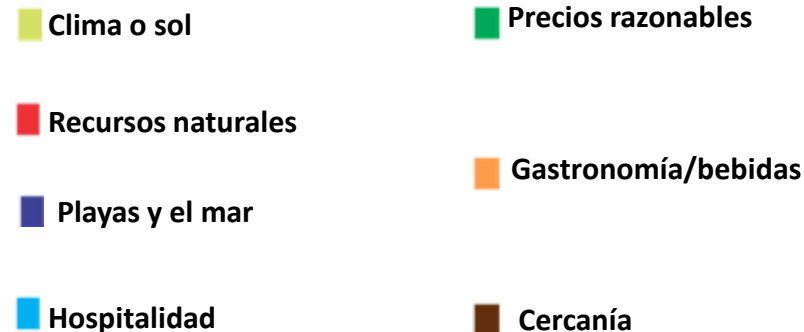 Clima o sol
Recursos naturales
Playas y el mar
Hospitalidad
Precios razonables
Gastronomía/bebidas
Cercanía